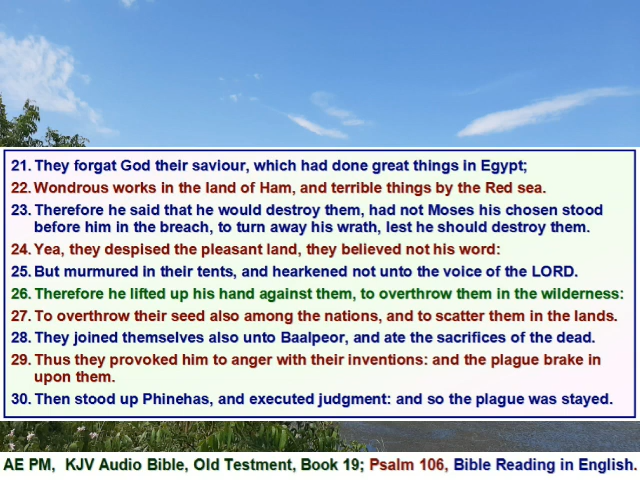 21. They forgat God their saviour, which had done great things in Egypt;
22. Wondrous works in the land of Ham, and terrible things by the Red sea.
23. Therefore he said that he would destroy them, had not Moses his chosen stood
before him in the breach, to turn away his wrath, lest he should destroy them.
24. Yea, they despised the pleasant land, they believed not his word:
25. But murmured in their tents, and hearkened not unto the voice of the LORD.
26. Therefore he lifted up his hand against them, to overthrow them in the wilderness:
27. To overthrow their seed also among the nations, and to scatter them in the lands.
28. They joined themselves also unto Baalpeor, and ate the sacrifices of the dead.
29. Thus they provoked him to anger with their inventions: and the plague brake in
upon them.
30. Then stood up Phinehas, and executed judgment: and so the plague was stayed.
AE PM, KJV Audio Bible, Old Testment, Book 19; Psalm 106, Bible Reading in English.